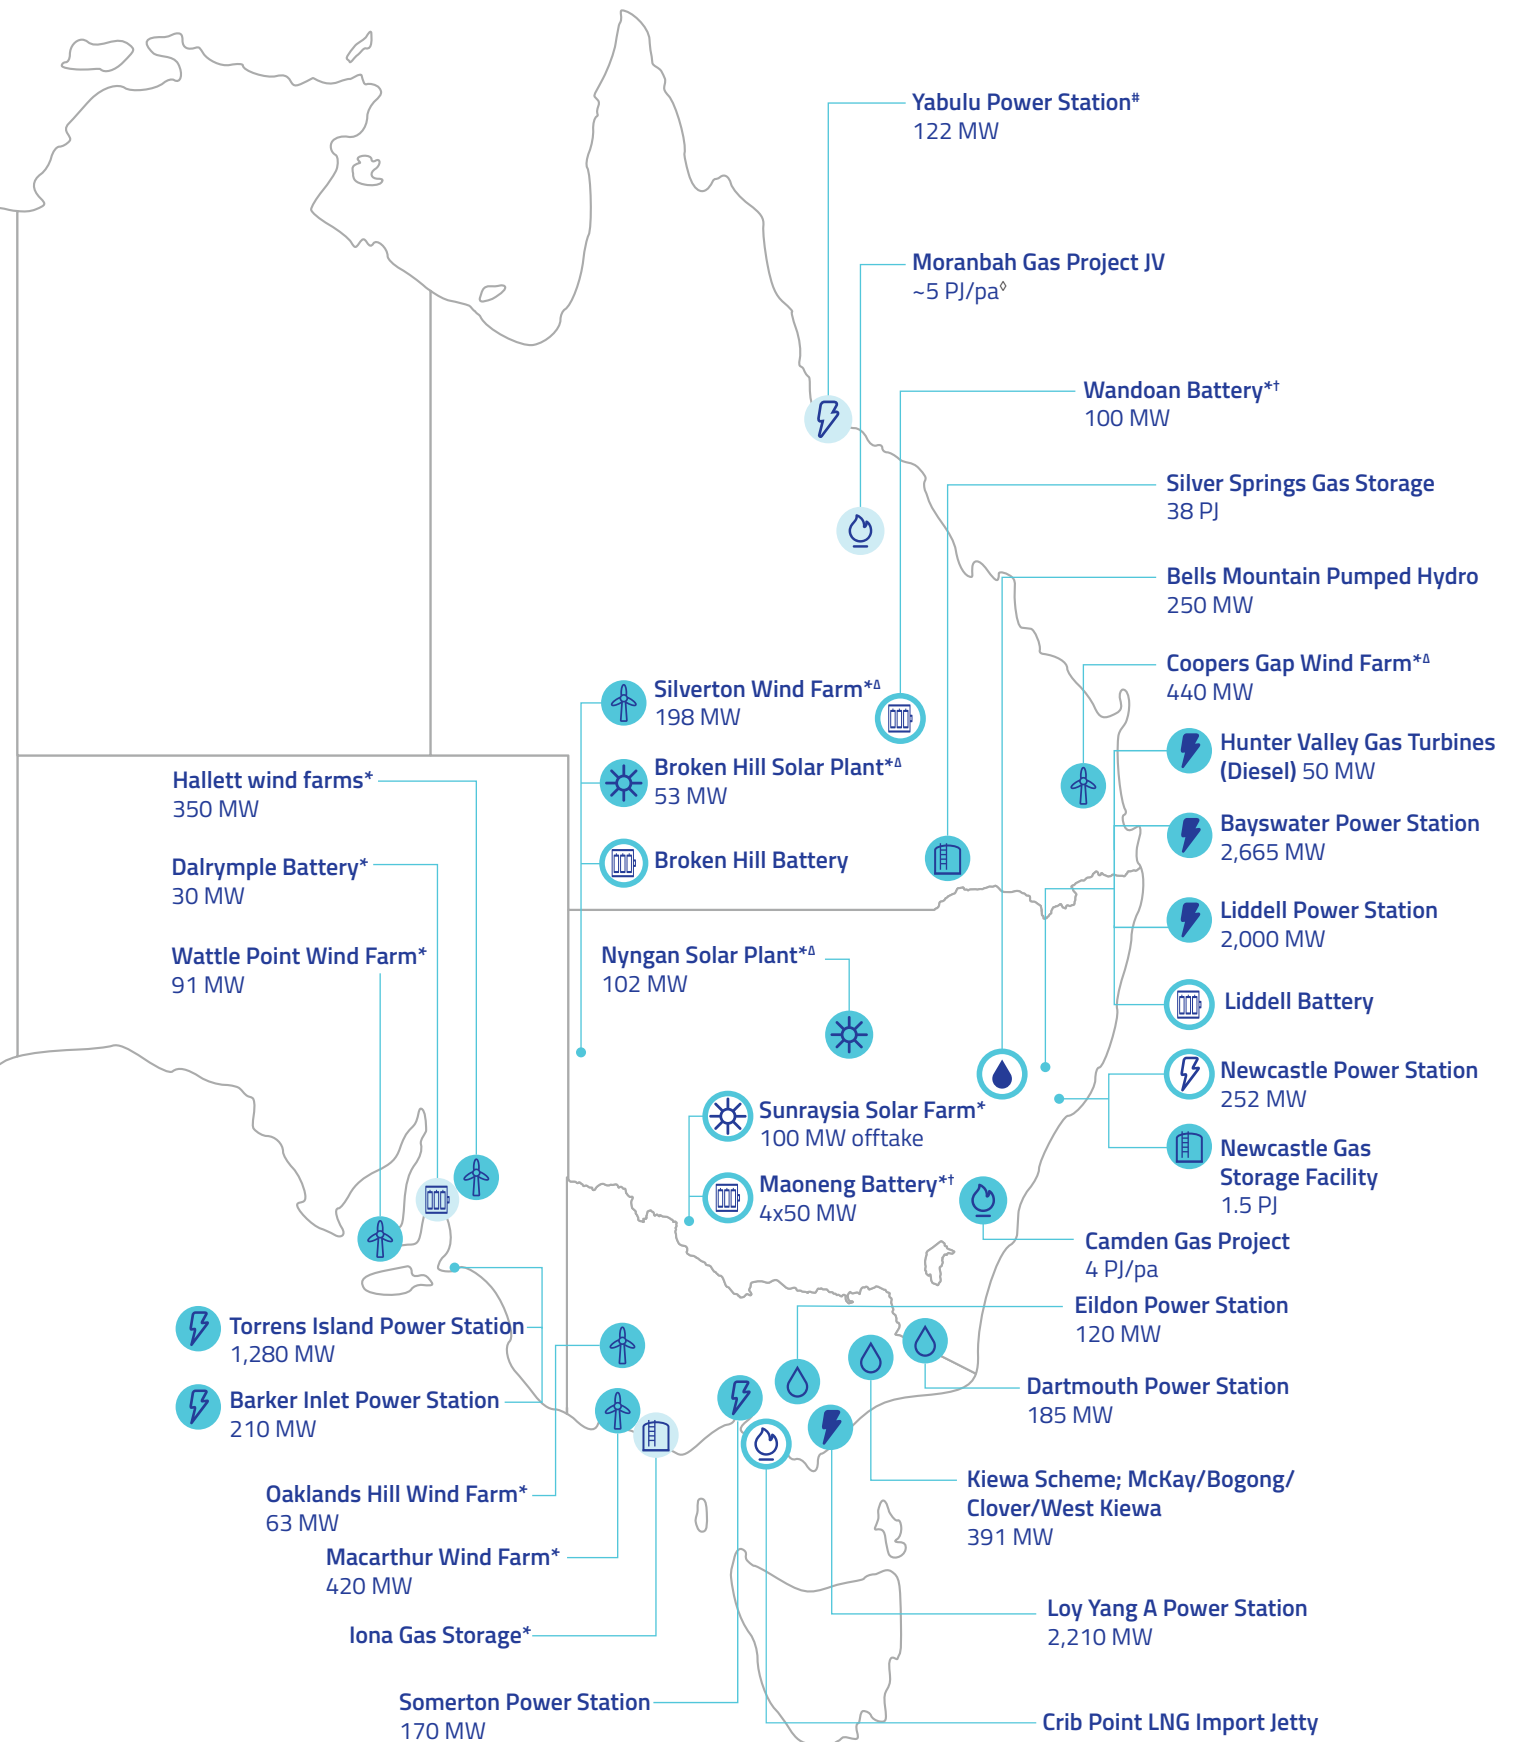 Yabulu Power Station#
122 MW
Moranbah Gas Project JV
~5 PJ/pa◊
Wandoan Battery*†
100 MW
Silver Springs Gas Storage
38 PJ
Bells Mountain Pumped Hydro
250 MW
Coopers Gap Wind Farm*∆
440 MW
Silverton Wind Farm*∆
198 MW
Broken Hill Solar Plant*∆
53 MW
Broken Hill Battery
Hunter Valley Gas Turbines
(Diesel) 50 MW
Bayswater Power Station
2,665 MW
Liddell Power Station
2,000 MW
Liddell Battery
Hallett wind farms*
350 MW
Dalrymple Battery*
30 MW
Wattle Point Wind Farm*
91 MW
Nyngan Solar Plant*∆
102 MW
Newcastle Power Station
252 MW
Newcastle Gas
Storage Facility
1.5 PJ
Sunraysia Solar Farm*
100 MW offtake
Maoneng Battery*†
4x50 MW
Camden Gas Project
4 PJ/pa
Eildon Power Station
120 MW
Torrens Island Power Station
1,280 MW
Barker Inlet Power Station
210 MW
Dartmouth Power Station
185 MW
Kiewa Scheme; McKay/Bogong/
Clover/West Kiewa
391 MW
Oaklands Hill Wind Farm*
63 MW
Macarthur Wind Farm*
420 MW
Iona Gas Storage*
Loy Yang A Power Station
2,210 MW
Somerton Power Station
170 MW
Crib Point LNG Import Jetty